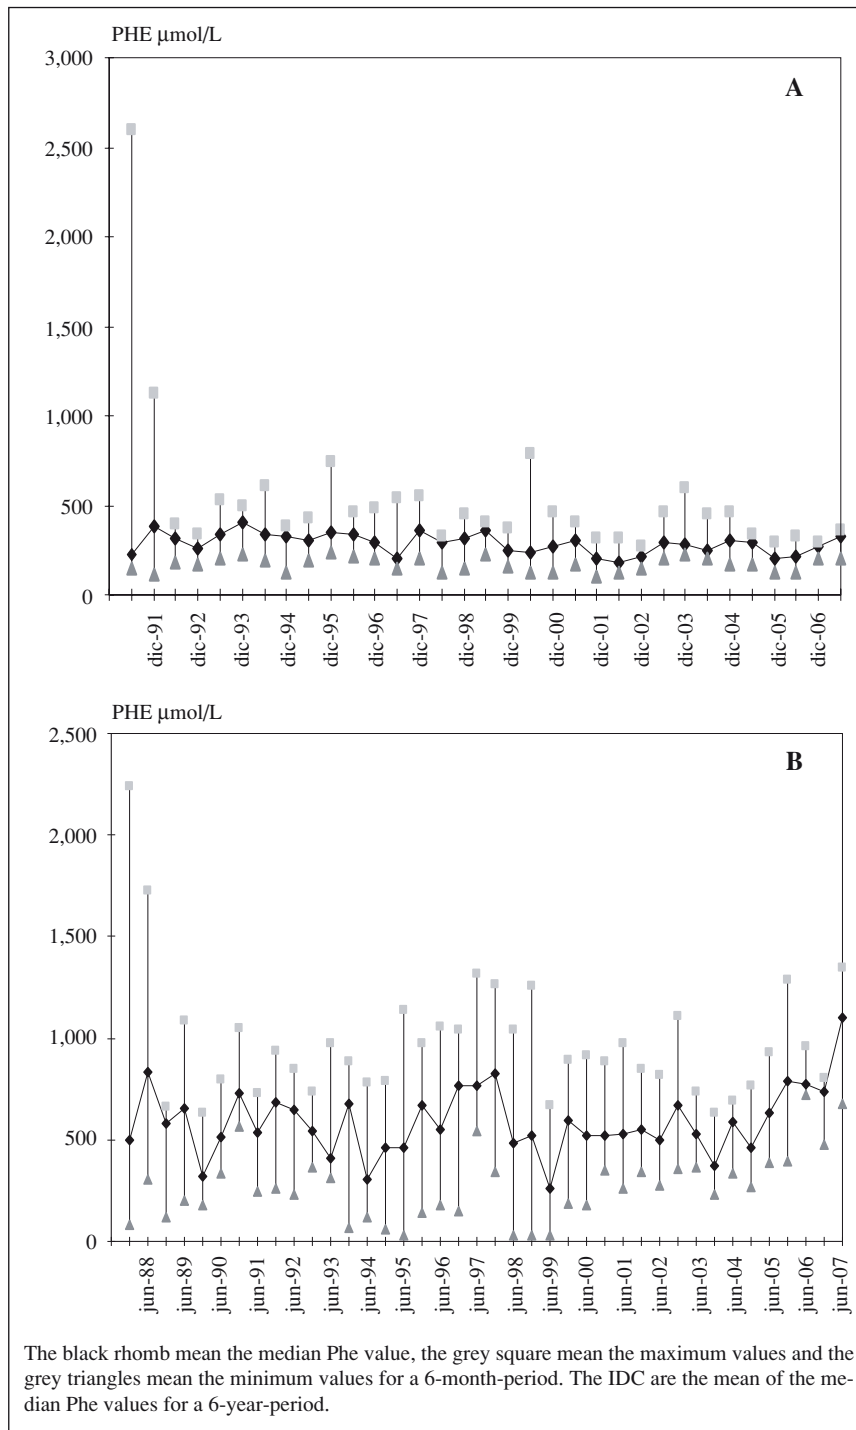 PHE µmol/L
A
3,000
2,500
2,000
1,500
1,000
500
0
dic-91
dic-92
dic-93
dic-94
dic-95
dic-96
dic-97
dic-98
dic-99
dic-00
dic-01
dic-02
dic-03
dic-04
dic-05
dic-06
PHE µmol/L
B
2,500
2,000
1,500
1,000
500
0
jun-88
jun-89
jun-90
jun-91
jun-92
jun-93
jun-94
jun-95
jun-96
jun-97
jun-98
jun-99
jun-00
jun-01
jun-02
jun-03
jun-04
jun-05
jun-06
jun-07
The black rhomb mean the median Phe value, the grey square mean the maximum values and the
grey triangles mean the minimum values for a 6-month-period. The IDC are the mean of the me-
dian Phe values for a 6-year-period.